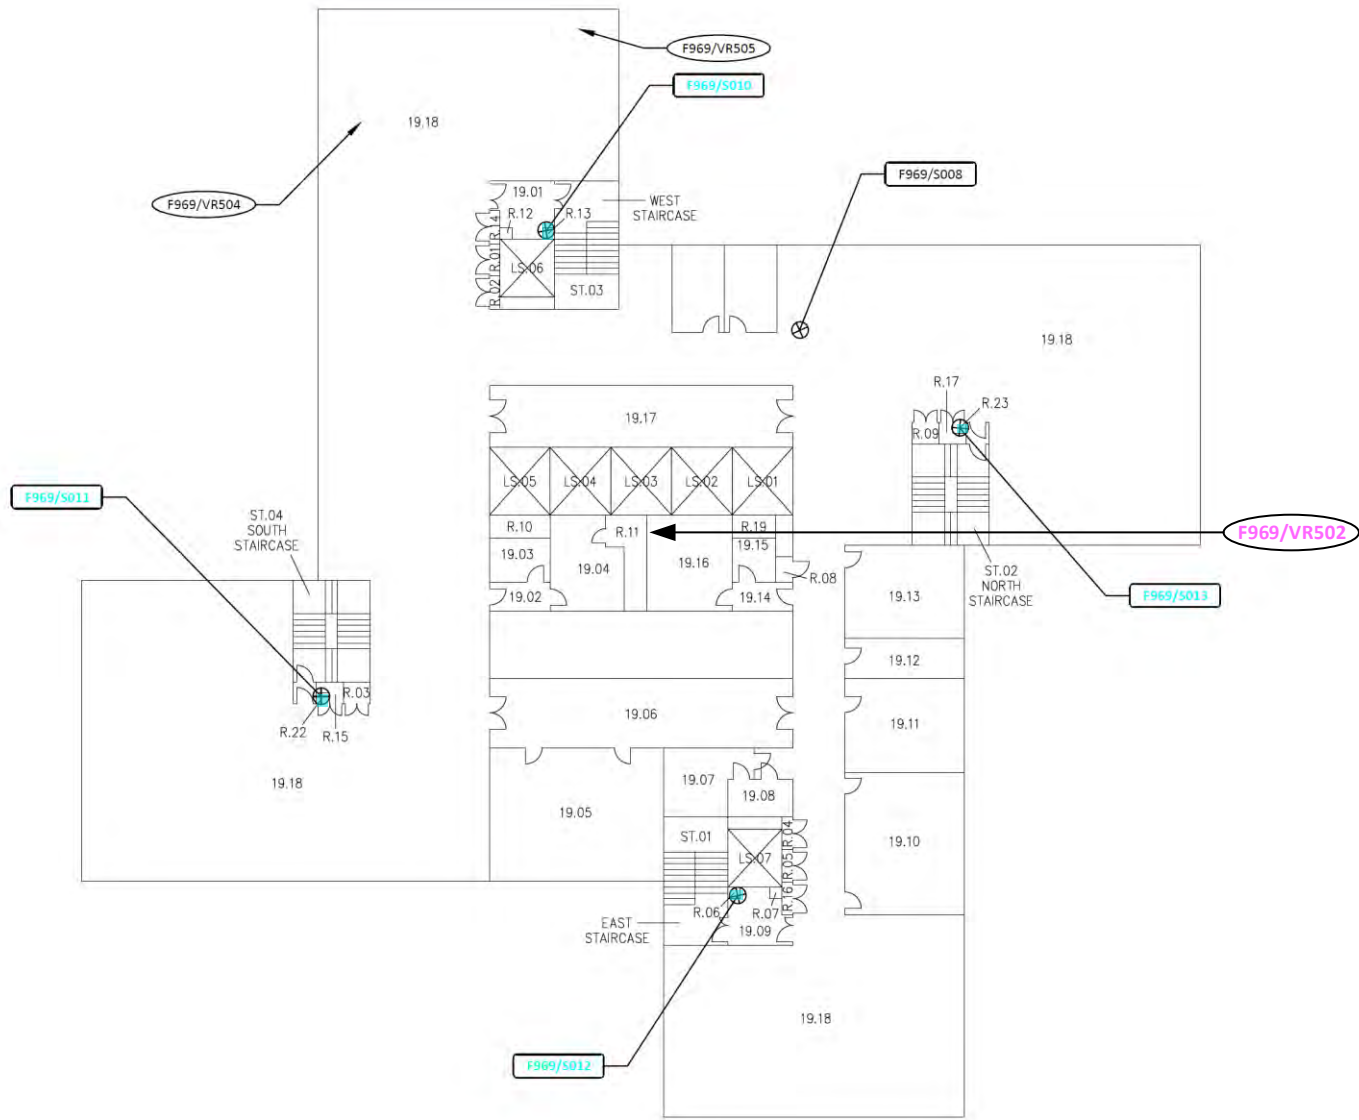 F969/VR505
F969/S010
19.18
F969/S008
F969/VR504
19.01
WEST
STAIRCASE
R.12
R.13
R.14
R.01
LS.06
R.02
ST.03
19.18
R.17
R.23
R.09
19.17
LS.05
LS.04
LS.03
LS.02
LS.01
F969/S011
ST.04
SOUTH
STAIRCASE
R.10
R.11
R.19
F969/VR502
19.03
19.04
19.16
19.15
R.08
ST.02
NORTH
STAIRCASE
19.02
19.14
19.13
F969/S013
19.12
R.03
R.22
R.15
19.06
19.11
19.18
19.07
19.08
19.05
ST.01
R.04
19.10
LS.07
R.05
R.16
R.06
R.07
EAST
STAIRCASE
19.09
19.18
F969/S012